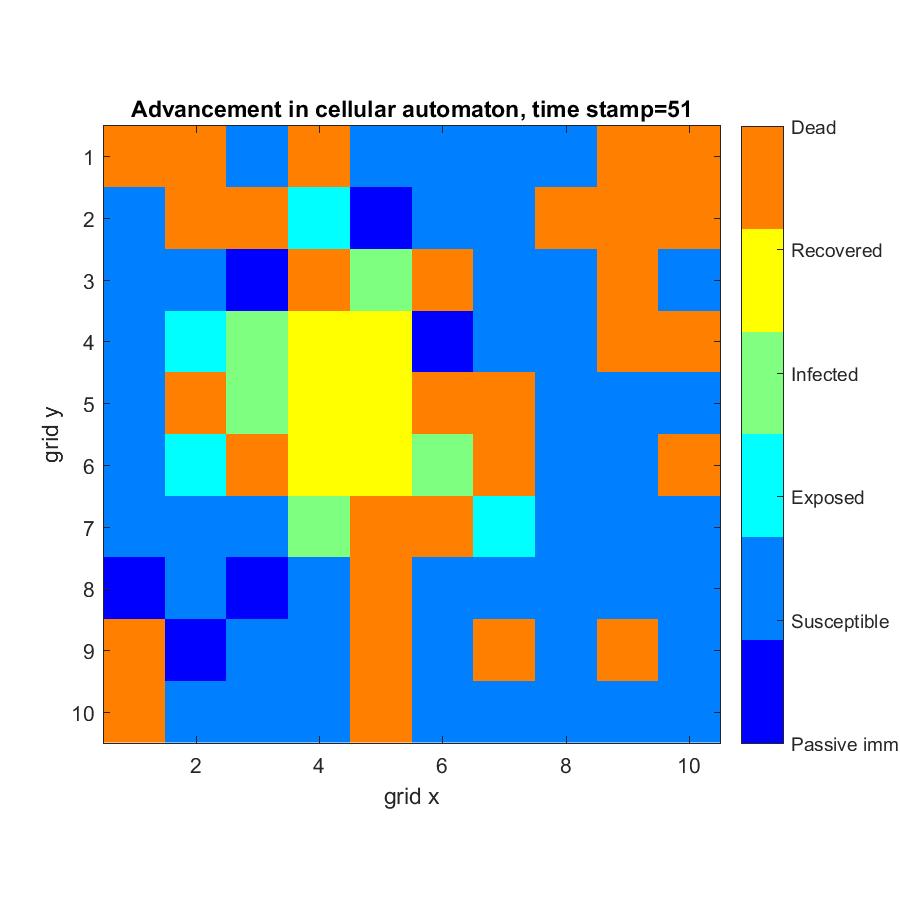 Advancement in cellular automaton, time stamp=51
1
2
3
4
5
6
7
8
9
10
grid y
2
4
6
8
10
grid x
Dead
Recovered
Infected
Exposed
Susceptible
Passive imm